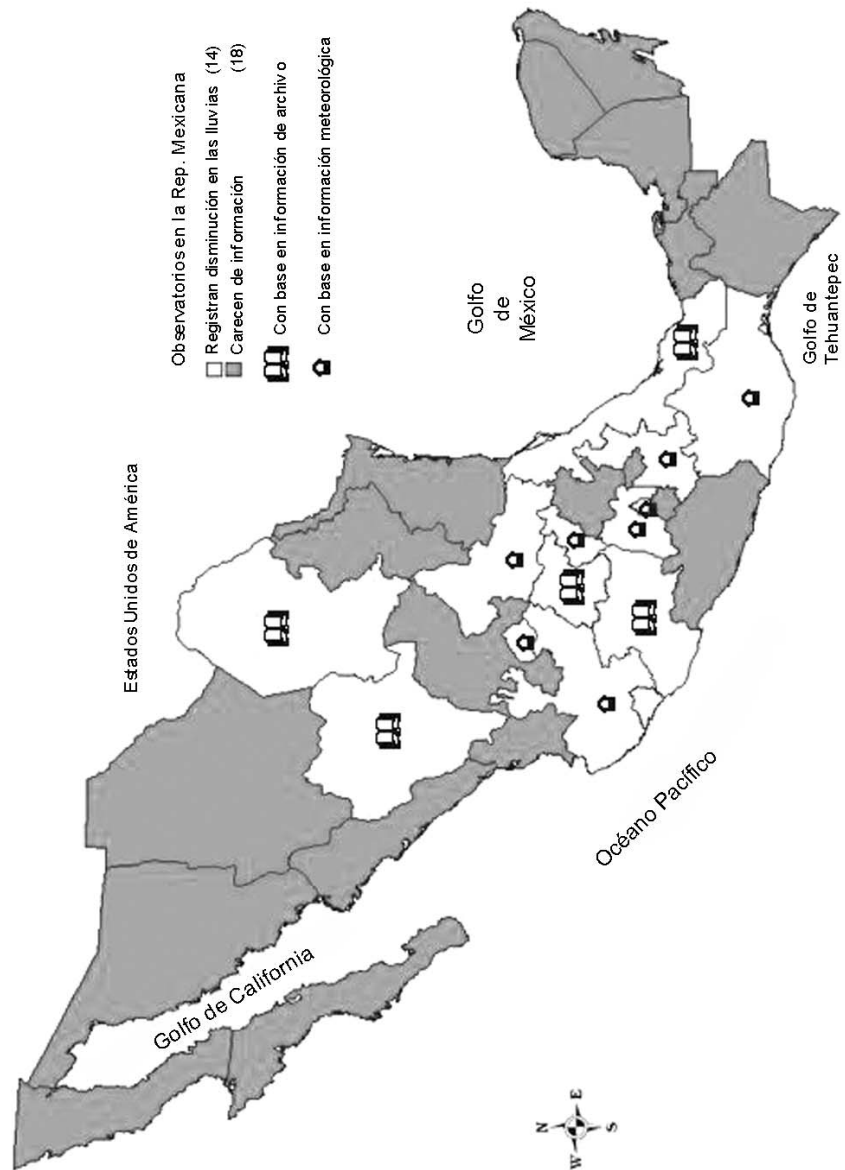 Observatorios en la Rep. Mexicana
Registran disminución en las lluvias (14)
Carecen de información (18)
Con base en información de archivo
Con base en información meteorológica
Estados Unidos de América
Golfo
de
México
Golfo de
Tehuantepec
Océano Pacífico
Golfo de California
N
W E
S